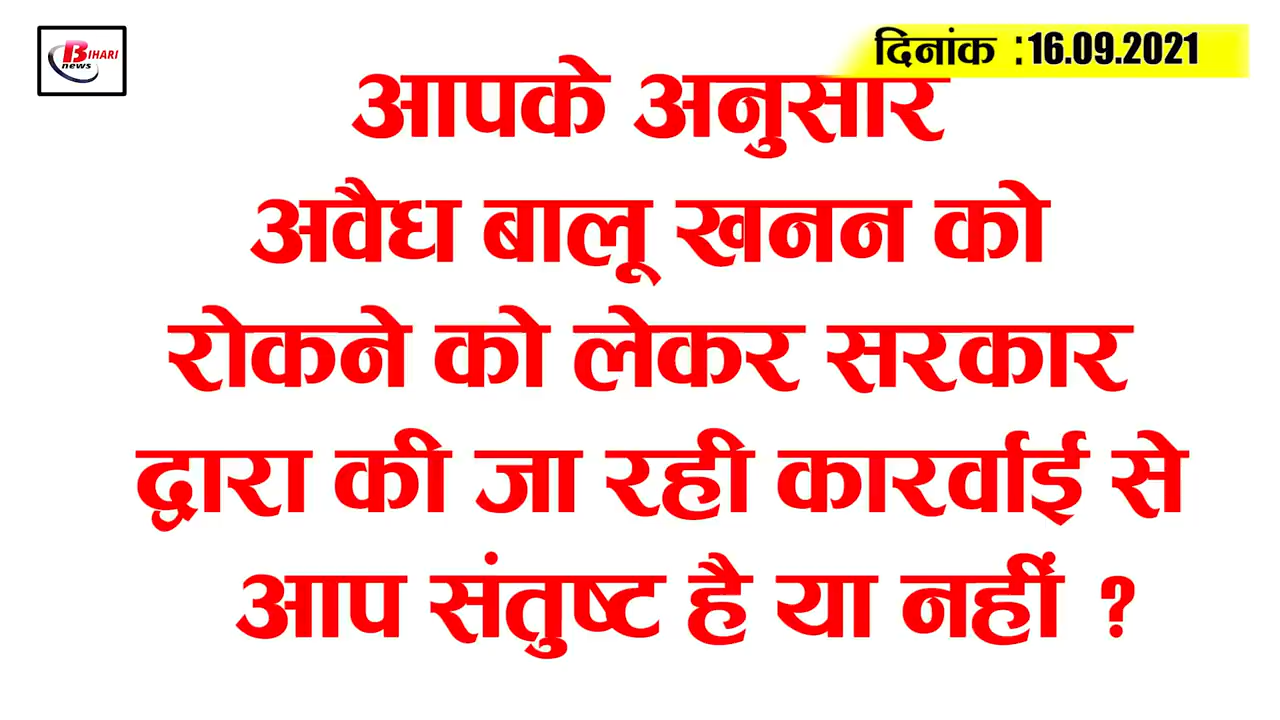 BIHARI
news
दिनांक :16.09.2021
आपके अनुसार
अवैध बालू खनन को
रोकने को लेकर सरकार
द्वारा की जा रही कार्रवाई से
आप संतुष्ट है या नहीं ?